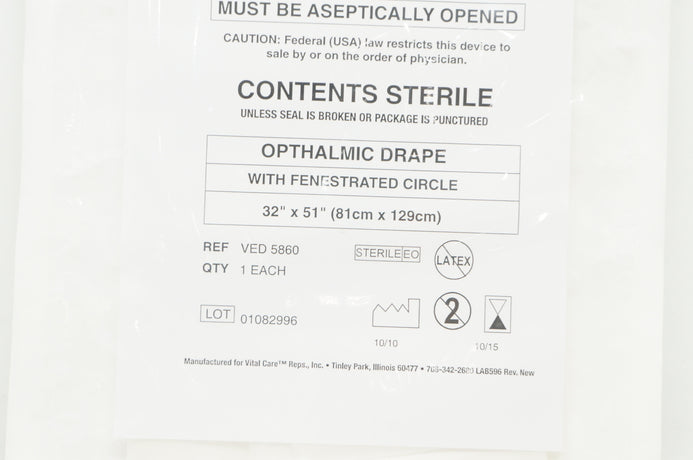 MUST BE ASEPTICALLY OPENED
CAUTION: Federal (USA) law restricts this device to
sale by or on the order of physician.
CONTENTS STERILE
UNLESS SEAL IS BROKEN OR PACKAGE IS PUNCTURED
OPTHALMIC DRAPE
WITH FENESTRATED CIRCLE
32" x 51" (81cm x 129cm)
REF VED 5860
STERILE EO
LATEX
QTY 1 EACH
LOT 01082996
2
10/10
10/15
Manufactured for Vital Care™ Reps., Inc. • Tinley Park, Illinois 60477 • LAB596 Rev. New